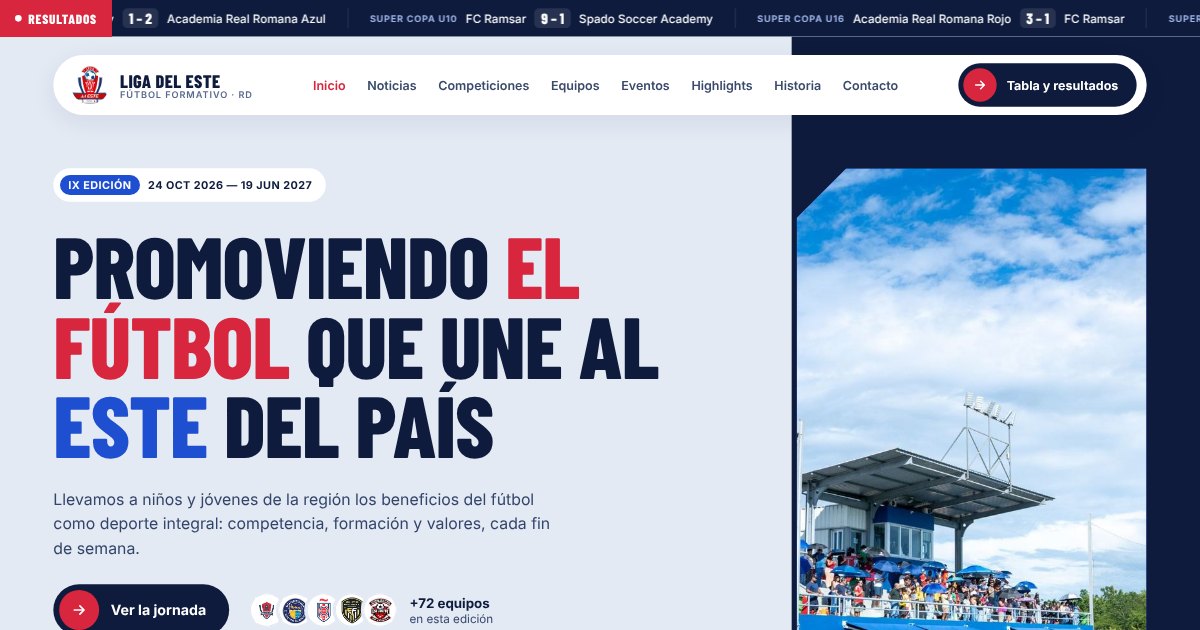 RESULTADOS
1-2 Academia Real Romana Azul
SUPER COPA U10 FC Ramsar 9-1 Spado Soccer Academy
SUPER COPA U16 Academia Real Romana Rojo 3-1 FC Ramsar
LIGA DEL ESTE
FÚTBOL FORMATIVO · RD
Inicio
Noticias
Competiciones
Equipos
Eventos
Highlights
Historia
Contacto
Tabla y resultados
IX EDICIÓN 24 OCT 2026 — 19 JUN 2027
PROMOVIENDO EL
FÚTBOL QUE UNE AL
ESTE DEL PAÍS
Llevamos a niños y jóvenes de la región los beneficios del fútbol
como deporte integral: competencia, formación y valores, cada fin
de semana.
Ver la jornada
+72 equipos
en esta edición